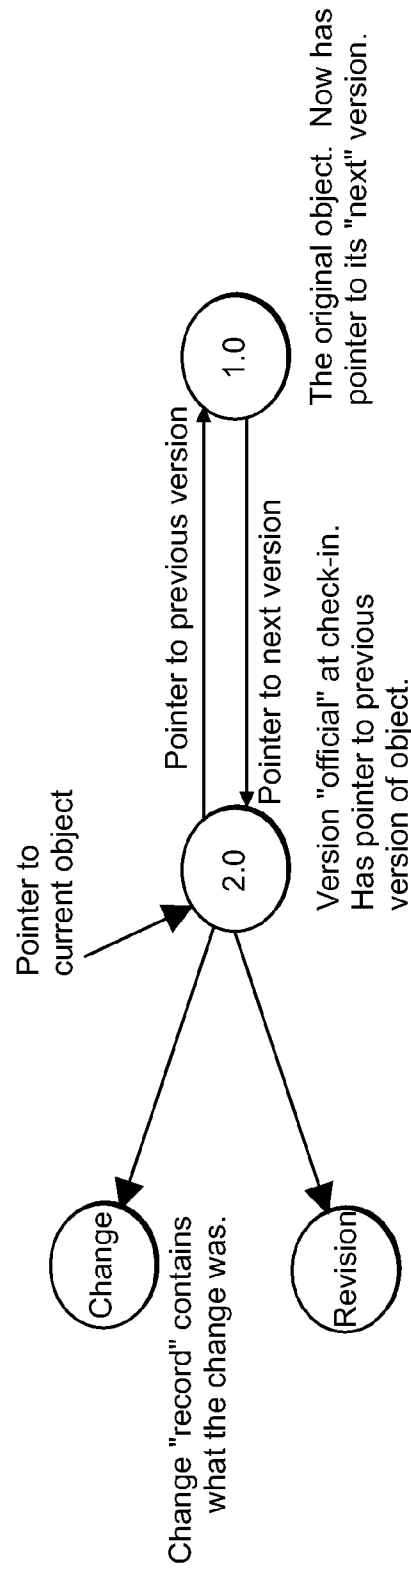 Pointer to
current object
Change
Pointer to previous version
2.0
1.0
Pointer to next version
Revision
Change "record" contains
what the change was.
Version "official" at check-in.
Has pointer to previous
version of object.
The original object. Now has
pointer to its "next" version.